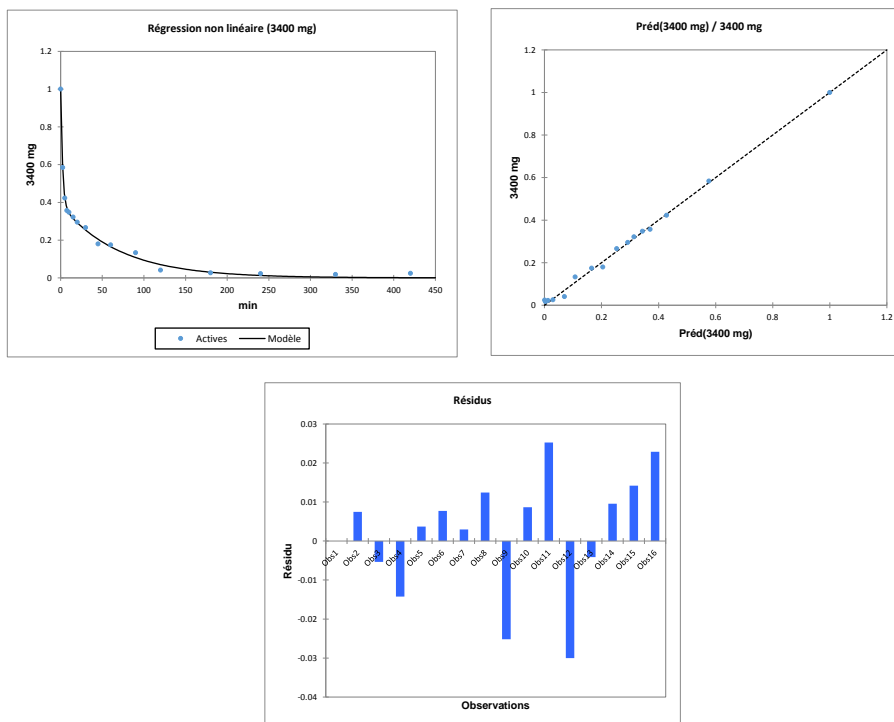 Régression non linéaire (3400 mg)
1.2
1
0.8
0.6
0.4
0.2
0
3400 mg
0 50 100 150 200 250 300 350 400 450
min
Actives Modèle
Préd(3400 mg) / 3400 mg
1.2
1
0.8
0.6
0.4
0.2
0
3400 mg
0 0.2 0.4 0.6 0.8 1 1.2
Préd(3400 mg)
Résidus
0.03
0.02
0.01
0
-0.01
-0.02
-0.03
-0.04
Résidu
Obs1 Obs2 Obs3 Obs4 Obs5 Obs6 Obs7 Obs8 Obs9 Obs10 Obs11 Obs12 Obs13 Obs14 Obs15 Obs16
Observations